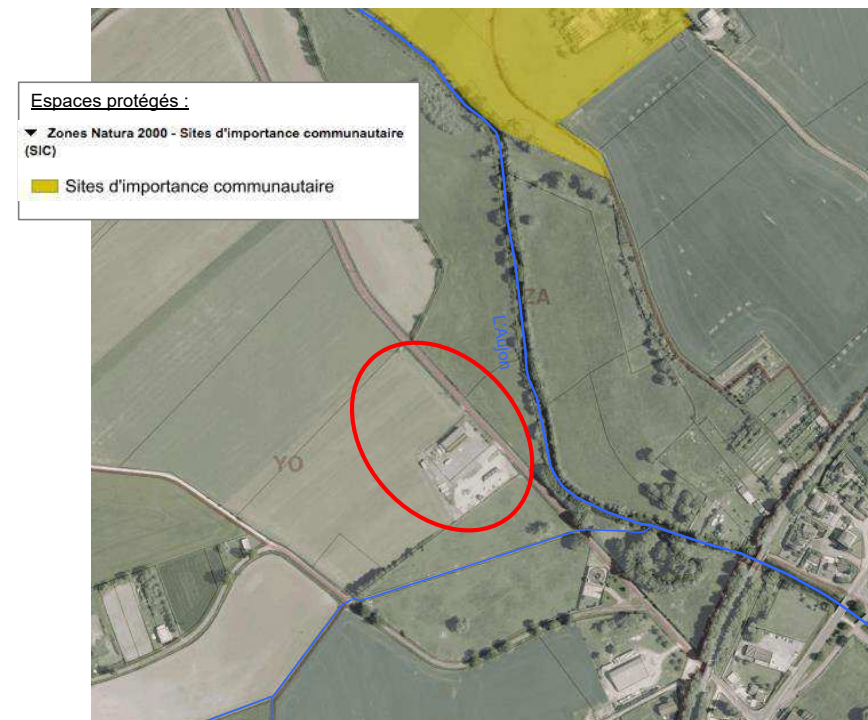 Espaces protégés :
▼ Zones Natura 2000 - Sites d'importance communautaire
(SIC)
Sites d'importance communautaire
ZA
L'Aujon
YO